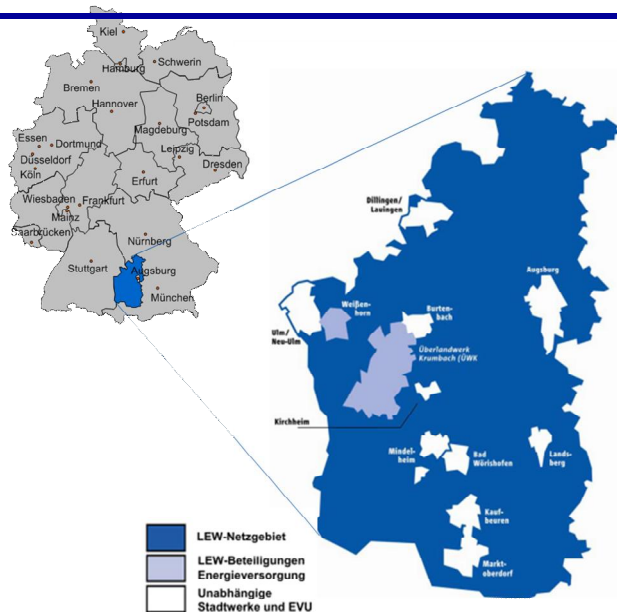 Kiel
Schwerin
Hamburg
Bremen
Hannover
Berlin
Potsdam
Magdeburg
Essen
Dortmund
Düsseldorf
Köln
Leipzig
Dresden
Erfurt
Wiesbaden
Frankfurt
Mainz
Saarbrücken
Nürnberg
Stuttgart
Augsburg
München
Dillingen/
Lauingen
Augsburg
Weißen-
horn
Burten-
bach
Ulm/
Neu-Ulm
Überlandwerk
Krumbach (ÜWK
Kirchheim
Mindel-
heim
Bad
Wörishofen
Lands-
berg
Kauf-
beuren
Markt-
oberdorf
LEW-Netzgebiet
LEW-Beteiligungen
Energieversorgung
Unabhängige
Stadtwerke und EVU